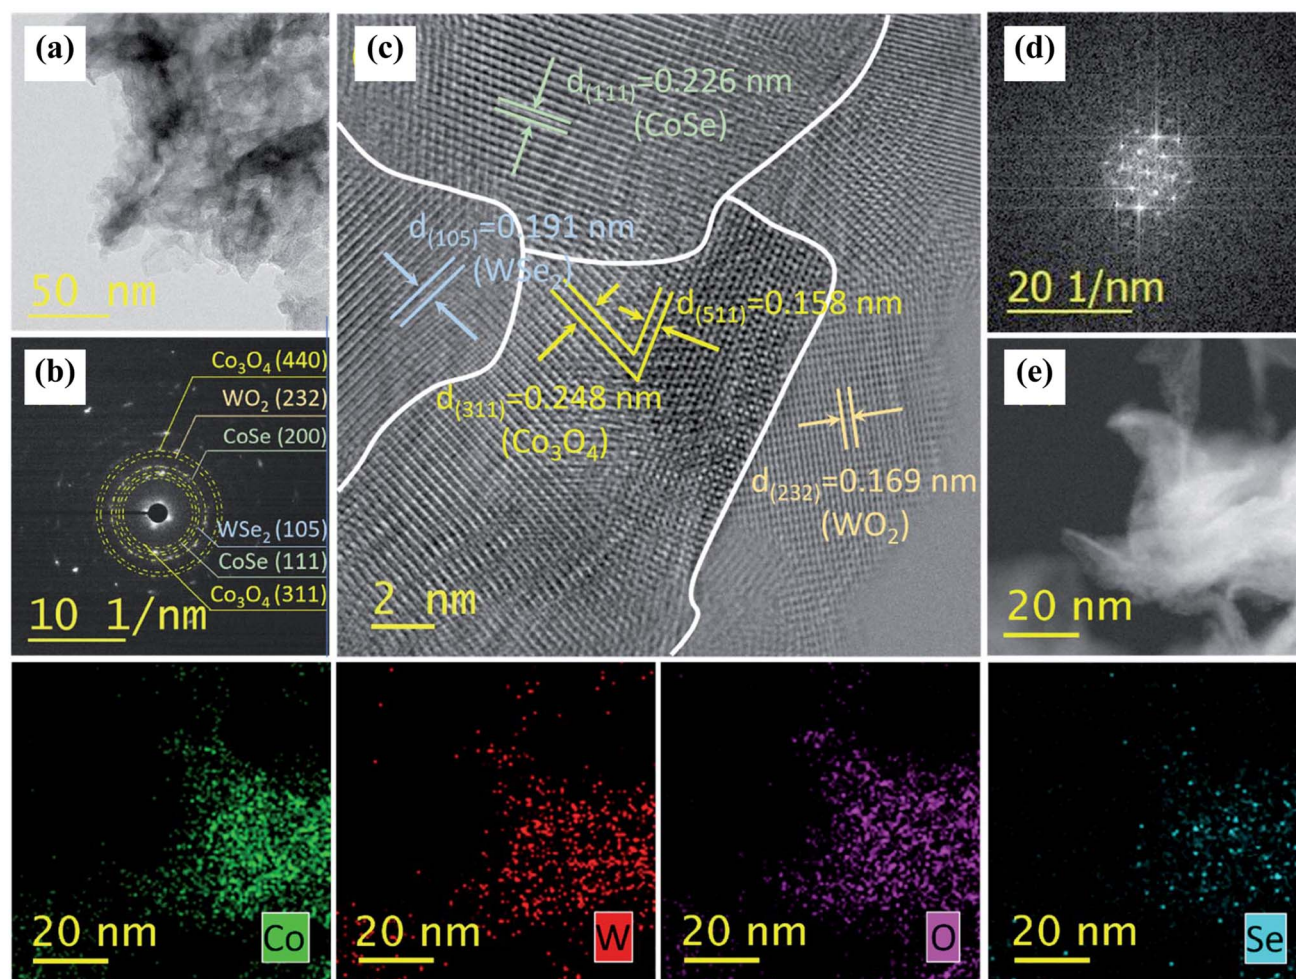 (a)
50 nm
(b)
Co₃O₄ (440)
WO₂ (232)
CoSe (200)
WSe₂ (105)
CoSe (111)
Co₃O₄ (311)
10 1/nm
(c)
d(111)=0.226 nm
(CoSe)
d(105)=0.191 nm
(WSe₂)
d(511)=0.158 nm
d(311)=0.248 nm
(Co₃O₄)
d(232)=0.169 nm
(WO₂)
2 nm
(d)
20 1/nm
(e)
20 nm
20 nm
Co
20 nm
W
20 nm
O
20 nm
Se